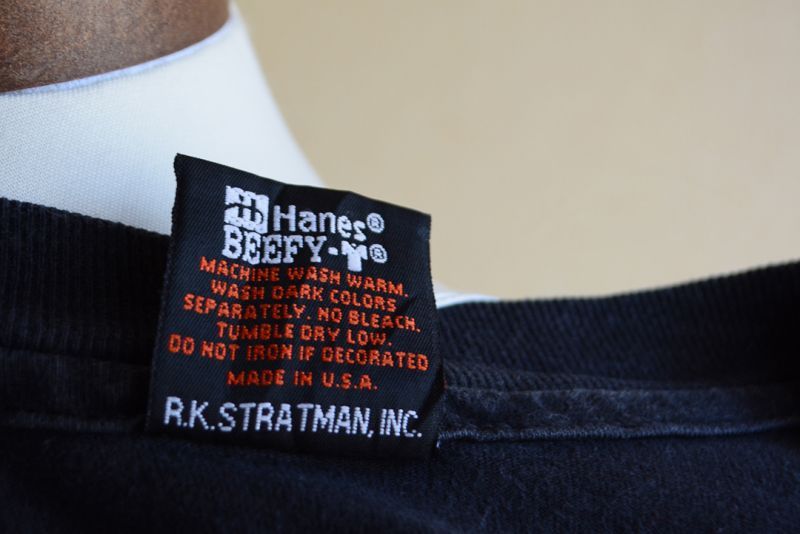 Hanes®
BEEFY-T®
MACHINE WASH WARM.
WASH DARK COLORS
SEPARATELY. NO BLEACH.
TUMBLE DRY LOW.
DO NOT IRON IF DECORATED
MADE IN U.S.A.
R.K.STRATMAN, INC.